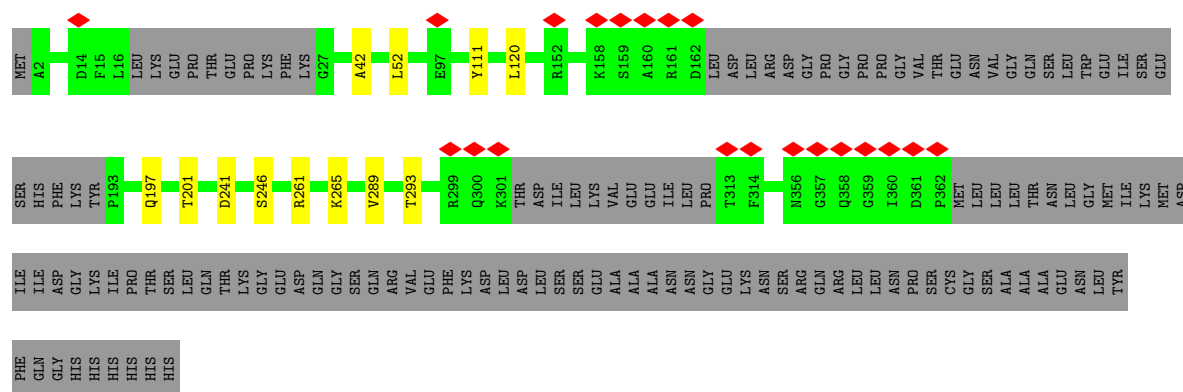 MET A2 D14 F15 L16 LEU LYS GLU PRO THR GLU PRO LYS PHE LYS G27 A42 L52 E97 Y111 L120 R152 K158 S159 A160 R161 D162 LEU ASP LEU ARG ASP GLY PRO GLY PRO PRO GLY VAL THR GLU ASN VAL GLY GLN SER LEU TRP GLU ILE SER GLU
SER HIS PHE LYS TYR P193 Q197 T201 D241 S246 R261 K265 V289 T293 R299 Q300 K301 THR ASP ILE LEU LYS VAL GLU GLU ILE LEU PRO T313 F314 N356 G357 Q358 G359 I360 D361 P362 MET LEU LEU LEU THR ASN LEU GLY MET ILE LYS MET ASP
ILE ILE ASP GLY LYS ILE PRO THR SER LEU GLN THR LYS GLY GLU ASP GLN GLY SER GLN ARG VAL GLU PHE LYS ASP LEU ASP LEU SER SER GLU ALA ALA ALA ASN ASN GLY GLU LYS ASN SER ARG GLN ARG LEU LEU ASN PRO SER CYS GLY SER ALA ALA ALA GLU ASN LEU TYR
PHE GLN GLY HIS HIS HIS HIS HIS HIS